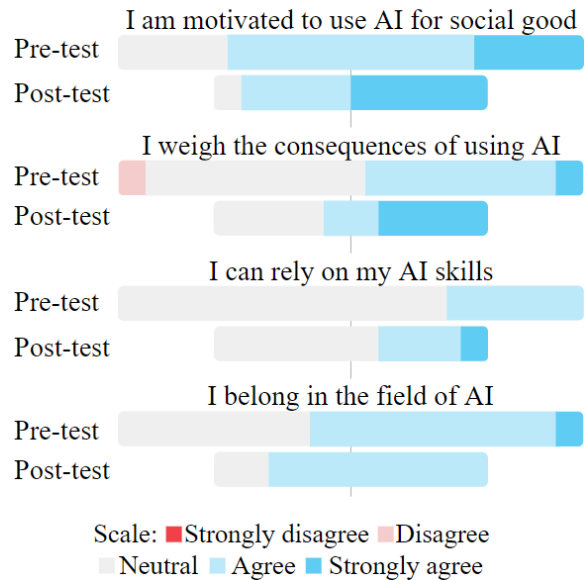 I am motivated to use AI for social good
Pre-test
Post-test
I weigh the consequences of using AI
Pre-test
Post-test
I can rely on my AI skills
Pre-test
Post-test
I belong in the field of AI
Pre-test
Post-test
Scale: Strongly disagree Disagree
Neutral Agree Strongly agree